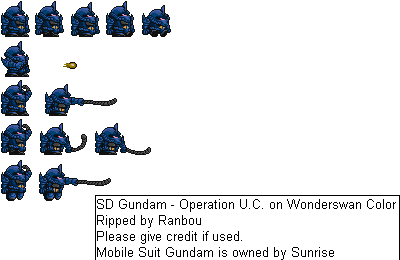 SD Gundam - Operation U.C. on Wonderswan Color
Ripped by Ranbou
Please give credit if used.
Mobile Suit Gundam is owned by Sunrise